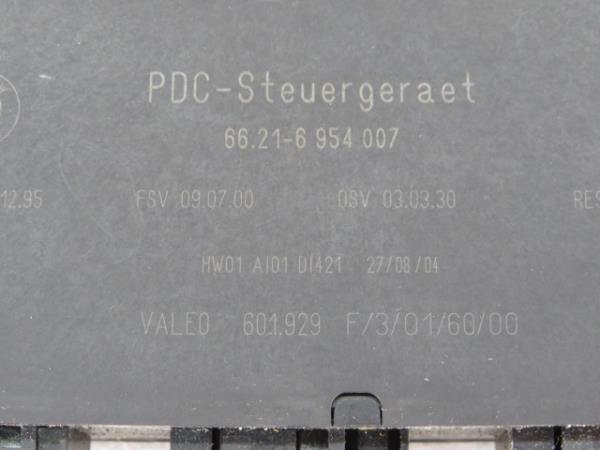 PDC-Steuergeraet
66.21-6 954 007
12.95 FSV 09.07.00 OSV 03.03.30 RES
HW01 AI01 DI421 27/08/04
VALEO 601.929 F/3/01/60/00